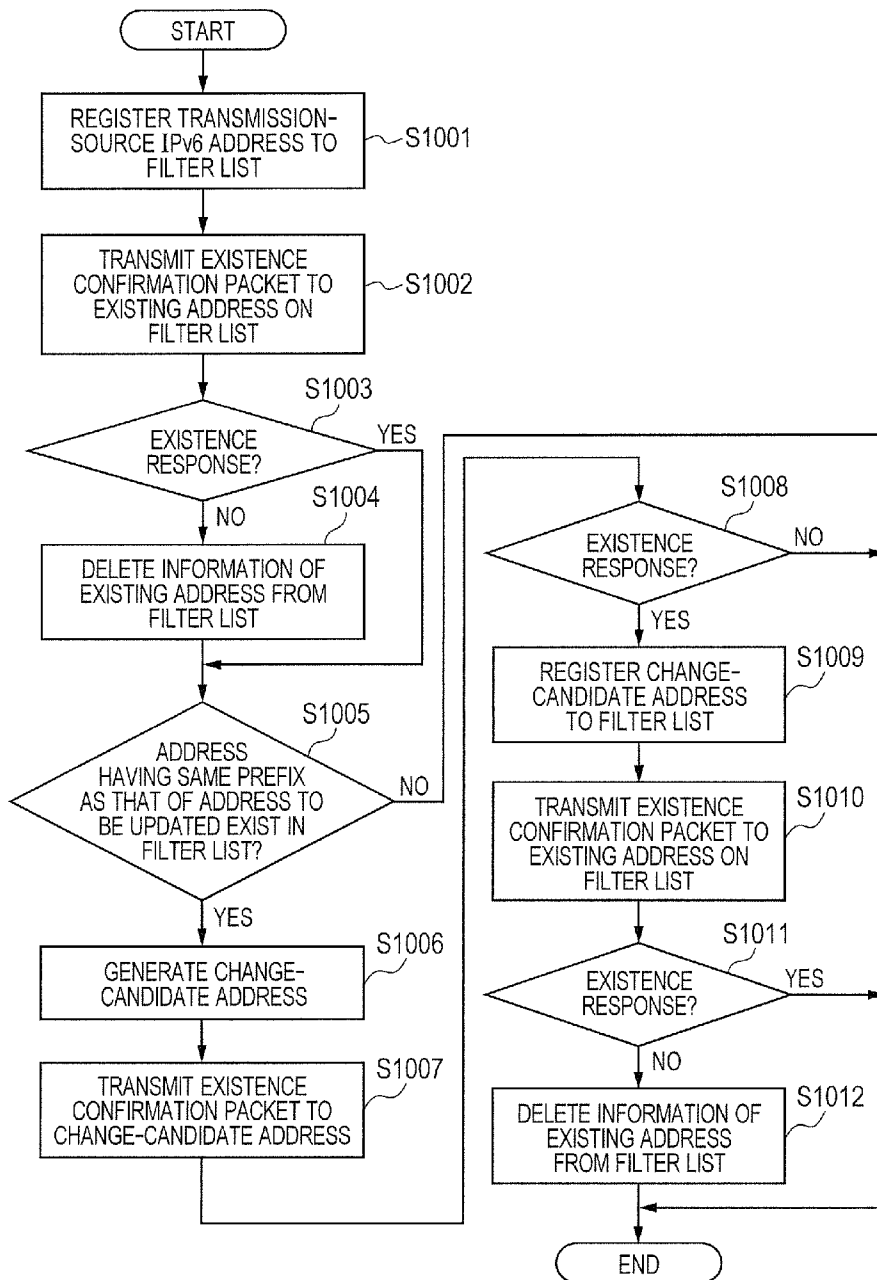 START
REGISTER TRANSMISSION-
SOURCE IPv6 ADDRESS TO
FILTER LIST
S1001
TRANSMIT EXISTENCE
CONFIRMATION PACKET TO
EXISTING ADDRESS ON
FILTER LIST
S1002
S1003
EXISTENCE
RESPONSE?
YES
NO
S1004
DELETE INFORMATION OF
EXISTING ADDRESS FROM
FILTER LIST
S1005
ADDRESS
HAVING SAME PREFIX
AS THAT OF ADDRESS TO
BE UPDATED EXIST IN
FILTER LIST?
NO
YES
S1006
GENERATE CHANGE-
CANDIDATE ADDRESS
S1007
TRANSMIT EXISTENCE
CONFIRMATION PACKET TO
CHANGE-CANDIDATE ADDRESS
S1008
EXISTENCE
RESPONSE?
NO
YES
S1009
REGISTER CHANGE-
CANDIDATE ADDRESS
TO FILTER LIST
S1010
TRANSMIT EXISTENCE
CONFIRMATION PACKET TO
EXISTING ADDRESS ON
FILTER LIST
S1011
EXISTENCE
RESPONSE?
YES
NO
S1012
DELETE INFORMATION OF
EXISTING ADDRESS
FROM FILTER LIST
END